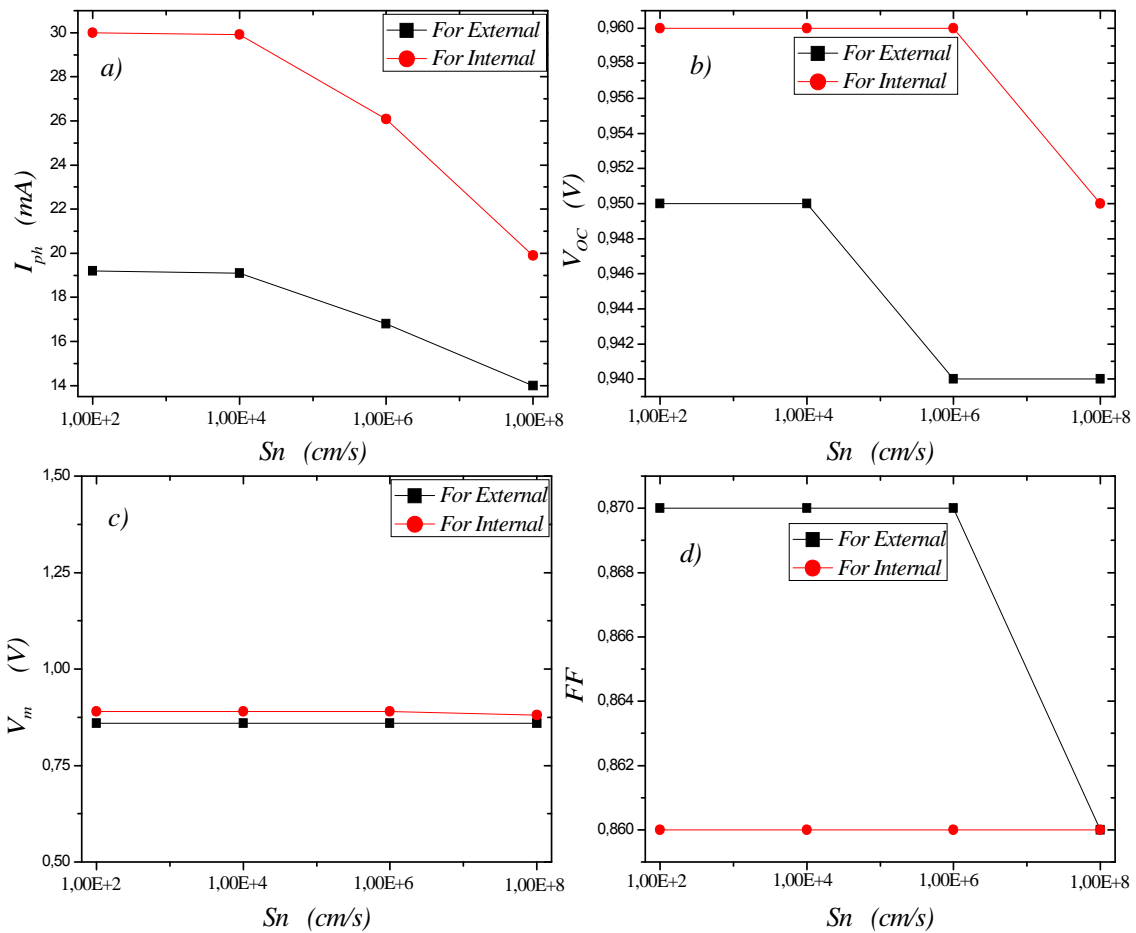 a)
For External
For Internal
30
28
26
24
22
20
18
16
14
I_ph (mA)
1,00E+2 1,00E+4 1,00E+6 1,00E+8
Sn (cm/s)
b)
For External
For Internal
0,960
0,958
0,956
0,954
0,952
0,950
0,948
0,946
0,944
0,942
0,940
V_OC (V)
1,00E+2 1,00E+4 1,00E+6 1,00E+8
Sn (cm/s)
c)
For External
For Internal
1,50
1,25
1,00
0,75
0,50
V_m (V)
1,00E+2 1,00E+4 1,00E+6 1,00E+8
Sn (cm/s)
d)
For External
For Internal
0,870
0,868
0,866
0,864
0,862
0,860
FF
1,00E+2 1,00E+4 1,00E+6 1,00E+8
Sn (cm/s)